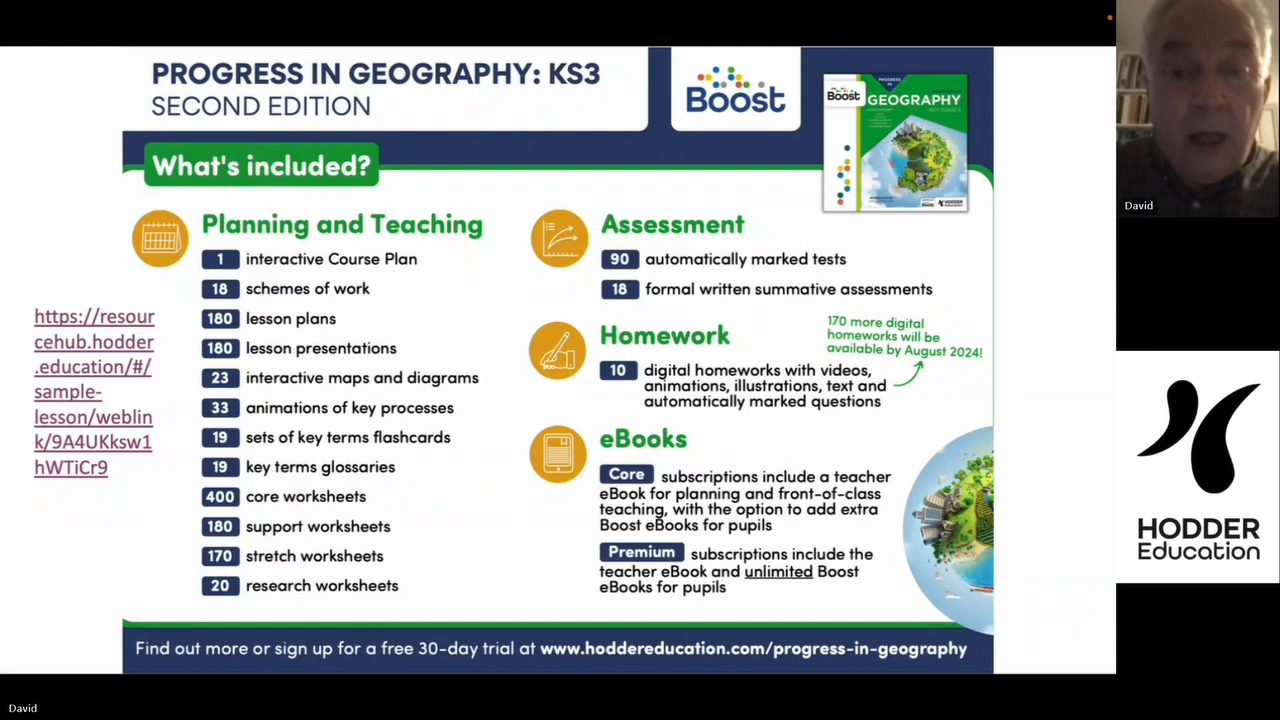 PROGRESS IN GEOGRAPHY: KS3
SECOND EDITION
Boost
PROGRESS
IN
Boost
GEOGRAPHY
KEY STAGE 3
HODDER
Education
What's included?
https://resour
cehub.hodder
.education/#/
sample-
lesson/weblin
k/9A4UKksw1
hWTiCr9
Planning and Teaching
1 interactive Course Plan
18 schemes of work
180 lesson plans
180 lesson presentations
23 interactive maps and diagrams
33 animations of key processes
19 sets of key terms flashcards
19 key terms glossaries
400 core worksheets
180 support worksheets
170 stretch worksheets
20 research worksheets
Assessment
90 automatically marked tests
18 formal written summative assessments
Homework
170 more digital
homeworks will be
available by August 2024!
10 digital homeworks with videos,
animations, illustrations, text and
automatically marked questions
eBooks
Core subscriptions include a teacher
eBook for planning and front-of-class
teaching, with the option to add extra
Boost eBooks for pupils
Premium subscriptions include the
teacher eBook and unlimited Boost
eBooks for pupils
Find out more or sign up for a free 30-day trial at www.hoddereducation.com/progress-in-geography
David
HODDER
Education
David